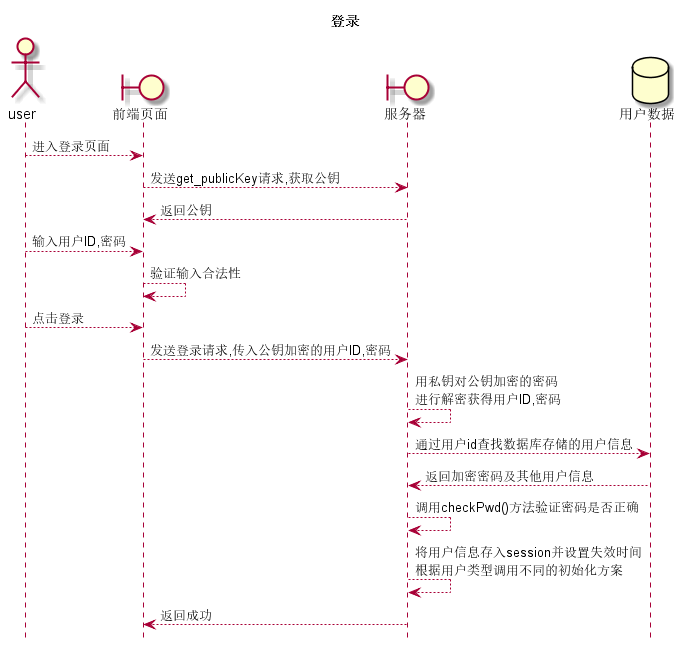 登录
user
前端页面
服务器
用户数据
进入登录页面
发送get_publicKey请求,获取公钥
返回公钥
输入用户ID,密码
验证输入合法性
点击登录
发送登录请求,传入公钥加密的用户ID,密码
用私钥对公钥加密的密码
进行解密获得用户ID,密码
通过用户id查找数据库存储的用户信息
返回加密密码及其他用户信息
调用checkPwd()方法验证密码是否正确
将用户信息存入session并设置失效时间
根据用户类型调用不同的初始化方案
返回成功